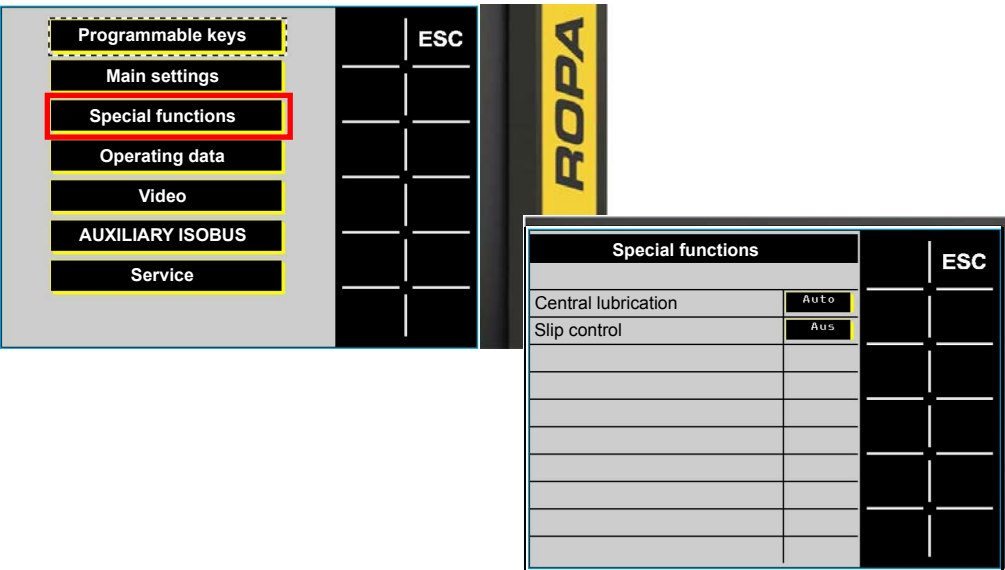 Programmable keys
ESC
Main settings
Special functions
Operating data
Video
AUXILIARY ISOBUS
Service
ROPA
Special functions
ESC
Central lubrication Auto
Slip control Aus